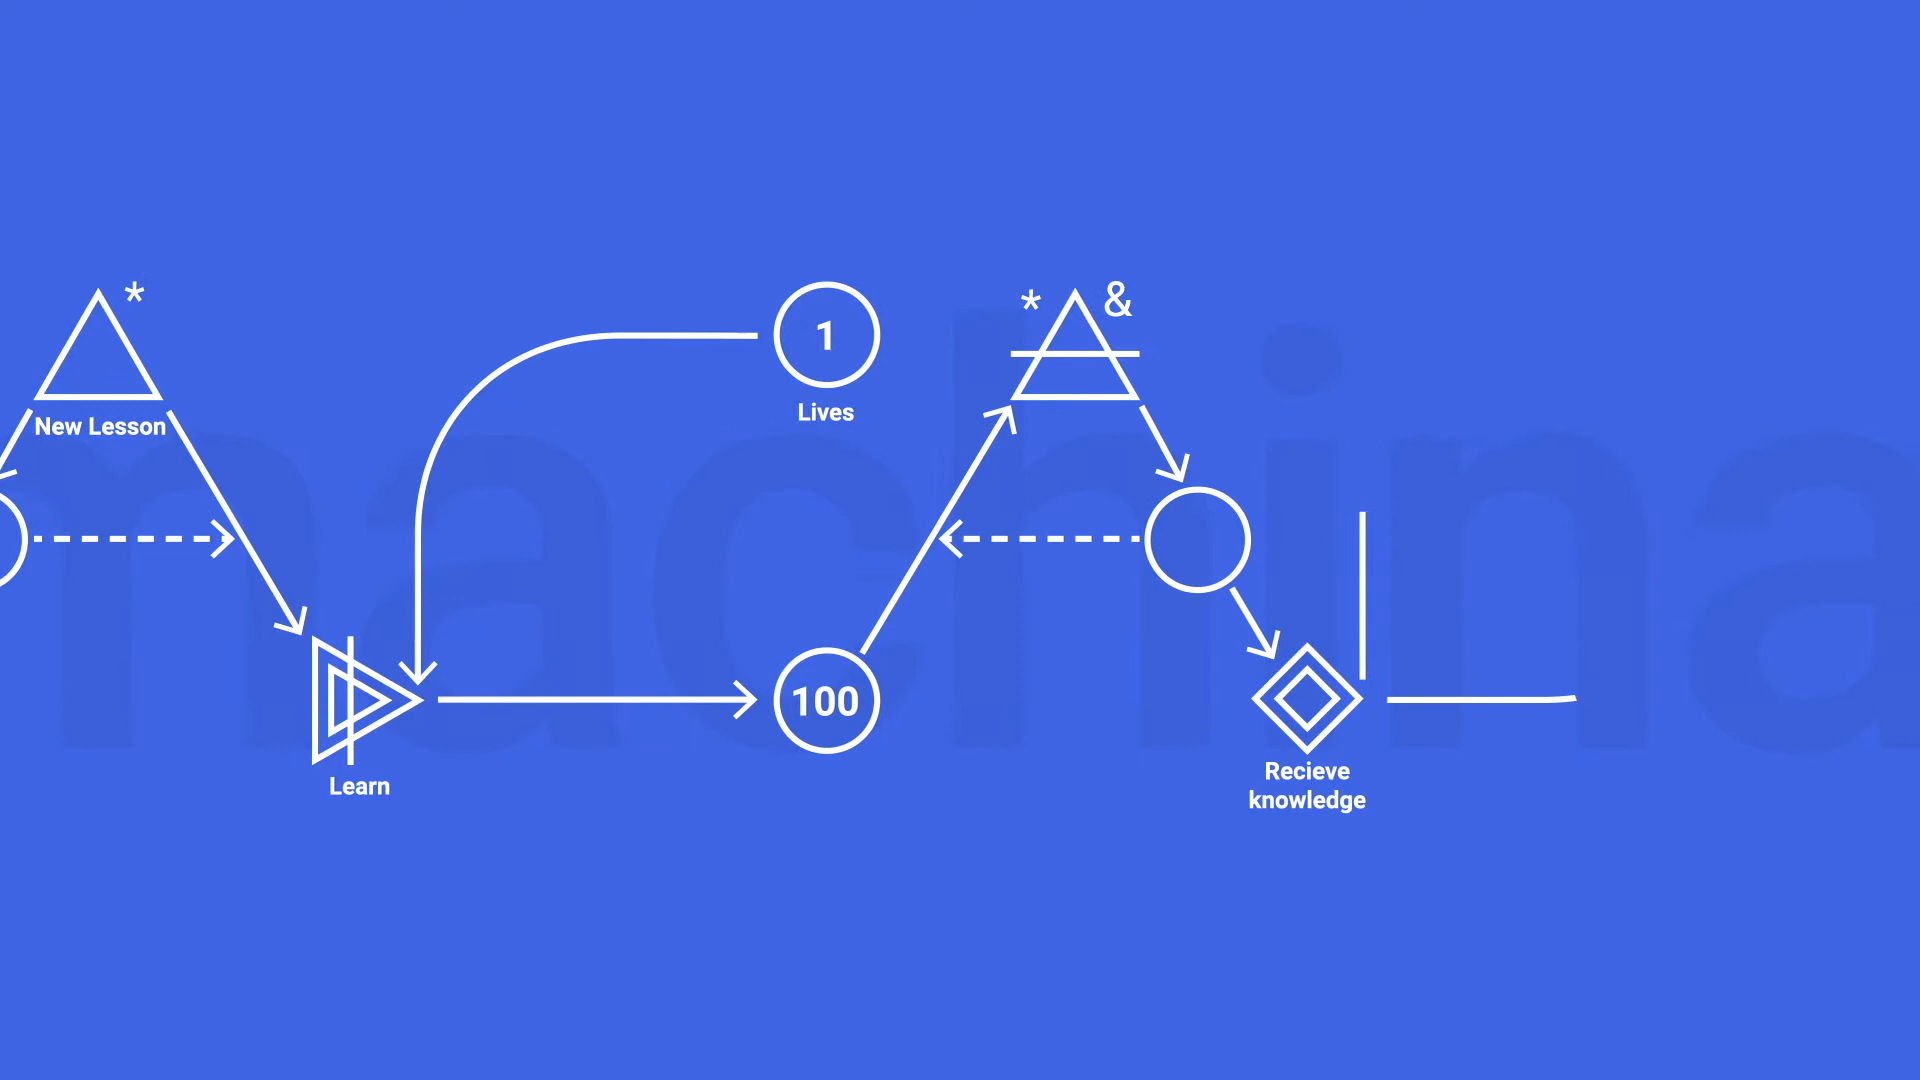 *
New Lesson
Learn
1
Lives
100
* &
Recieve
knowledge
machina